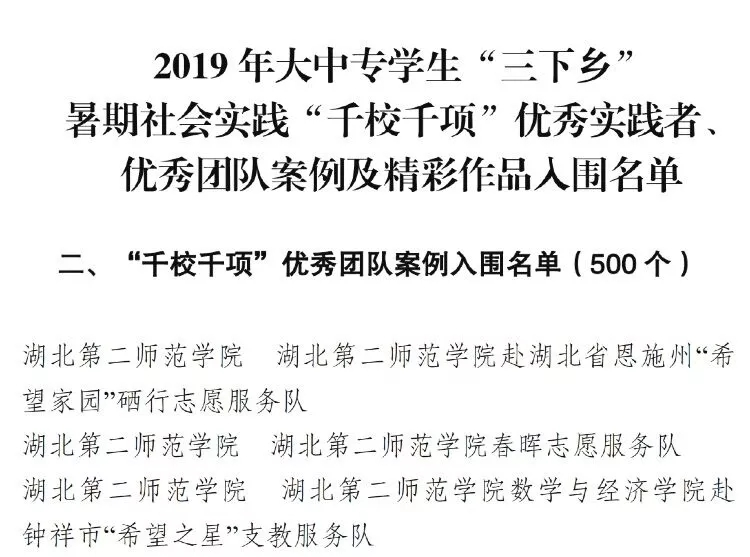 2019 年大中专学生“三下乡”
暑期社会实践“千校千项”优秀实践者、
优秀团队案例及精彩作品入围名单
二、“千校千项”优秀团队案例入围名单（500 个）
湖北第二师范学院 湖北第二师范学院赴湖北省恩施州“希
望家园”硒行志愿服务队
湖北第二师范学院 湖北第二师范学院春晖志愿服务队
湖北第二师范学院 湖北第二师范学院数学与经济学院赴
钟祥市“希望之星”支教服务队